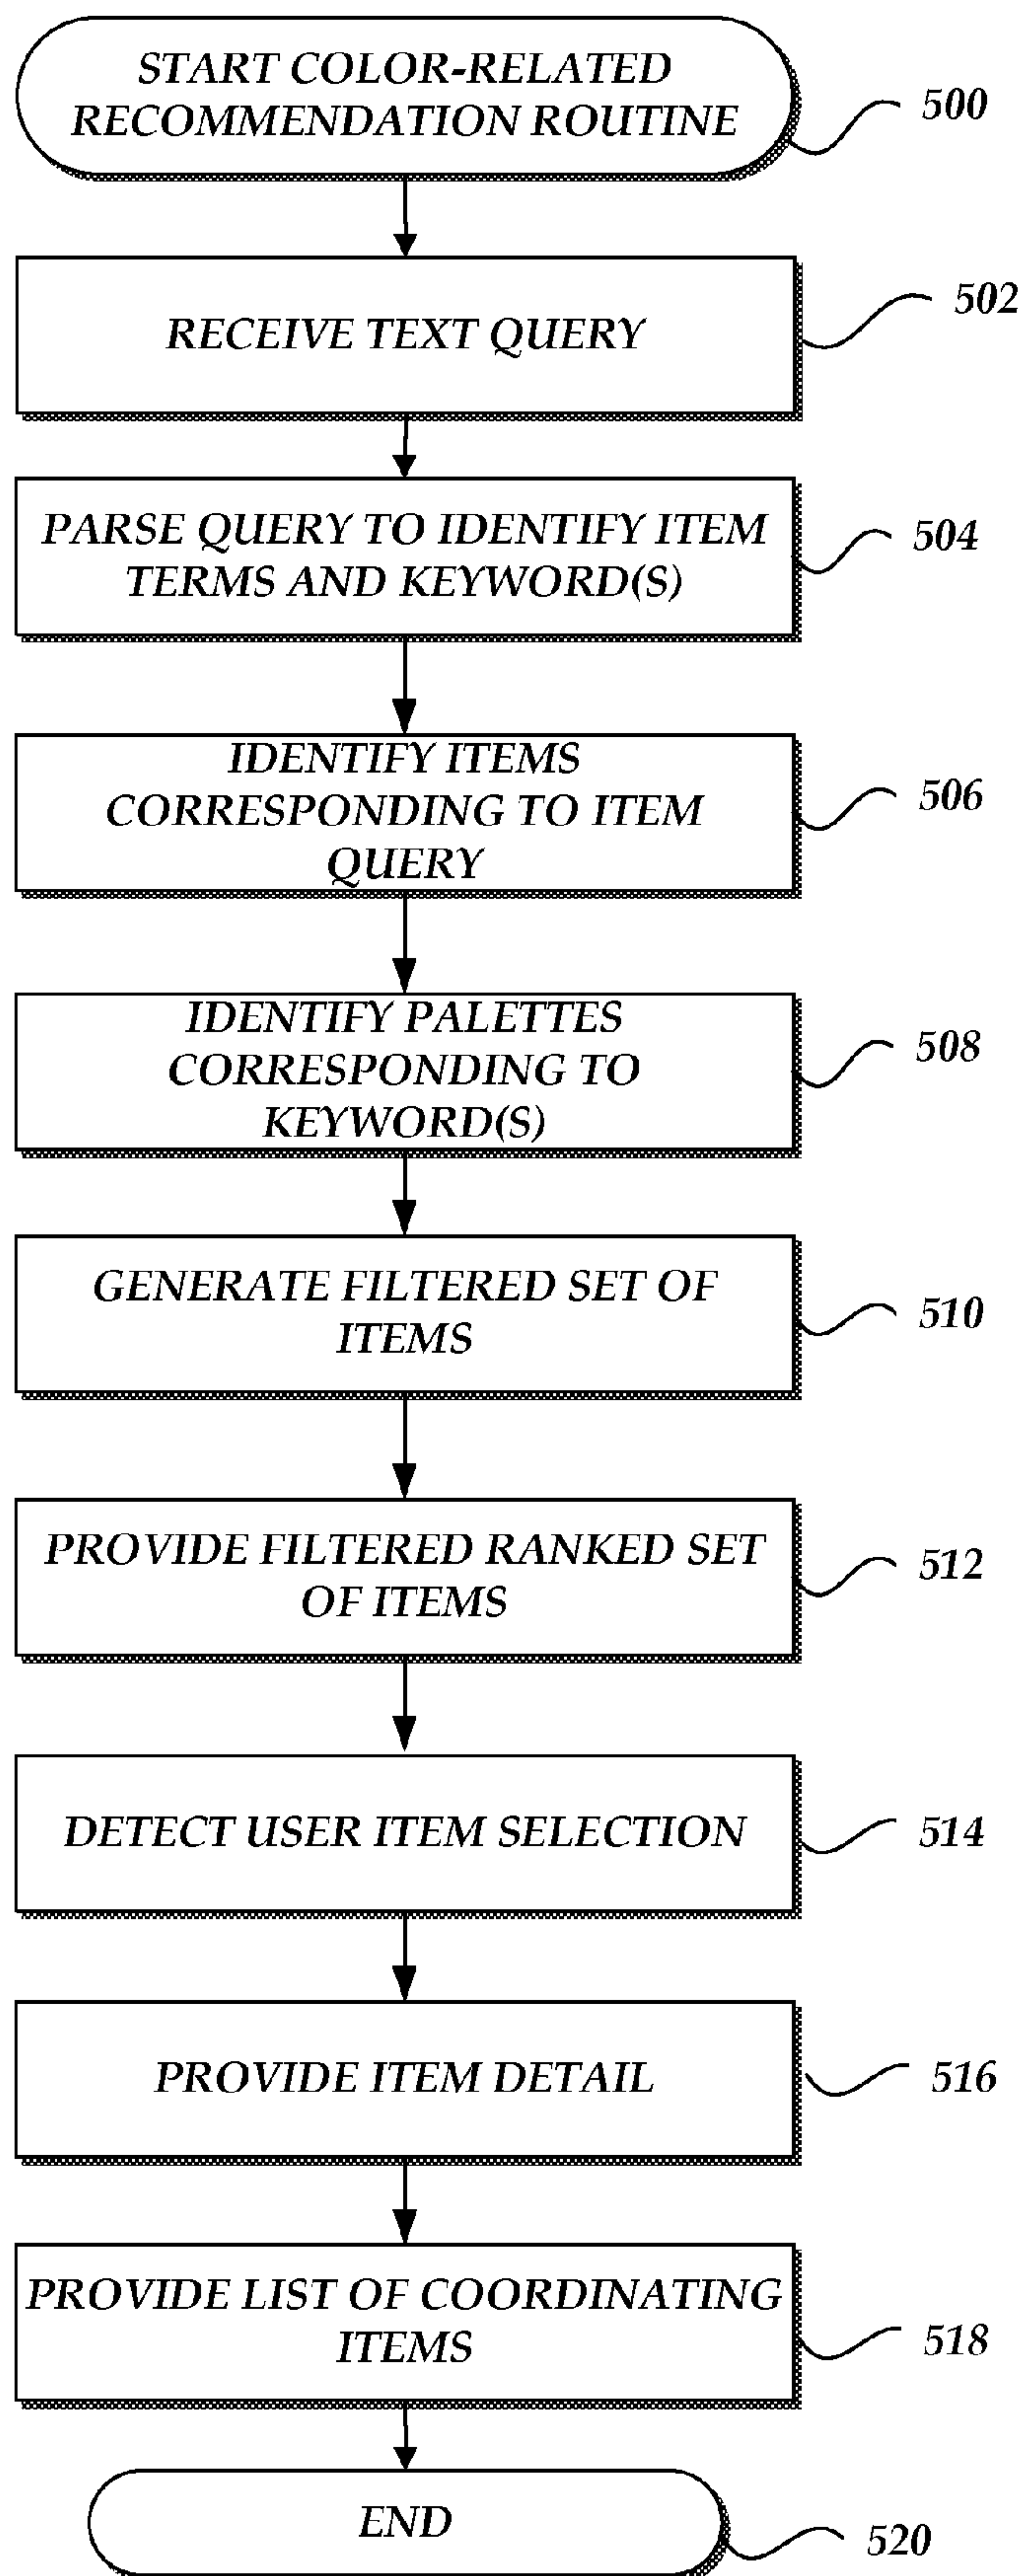 START COLOR-RELATED
RECOMMENDATION ROUTINE
500
RECEIVE TEXT QUERY
502
PARSE QUERY TO IDENTIFY ITEM
TERMS AND KEYWORD(S)
504
IDENTIFY ITEMS
CORRESPONDING TO ITEM
QUERY
506
IDENTIFY PALETTES
CORRESPONDING TO
KEYWORD(S)
508
GENERATE FILTERED SET OF
ITEMS
510
PROVIDE FILTERED RANKED SET
OF ITEMS
512
DETECT USER ITEM SELECTION
514
PROVIDE ITEM DETAIL
516
PROVIDE LIST OF COORDINATING
ITEMS
518
END
520